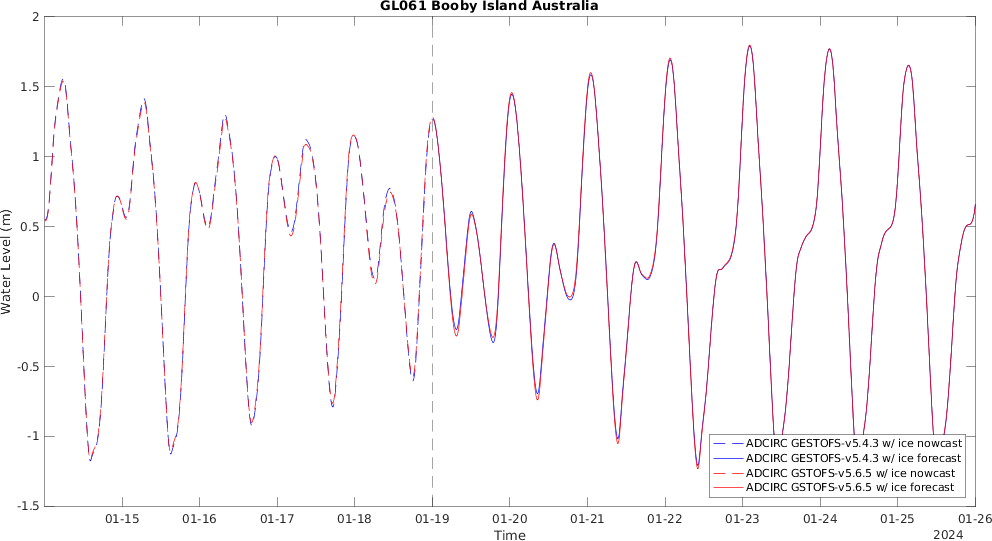 GL061 Booby Island Australia
Water Level (m)
2
1.5
1
0.5
0
-0.5
-1
-1.5
ADCIRC GESTOFS-v5.4.3 w/ ice nowcast
ADCIRC GESTOFS-v5.4.3 w/ ice forecast
ADCIRC GSTOFS-v5.6.5 w/ ice nowcast
ADCIRC GSTOFS-v5.6.5 w/ ice forecast
01-15 01-16 01-17 01-18 01-19 01-20 01-21 01-22 01-23 01-24 01-25 01-26
Time
2024